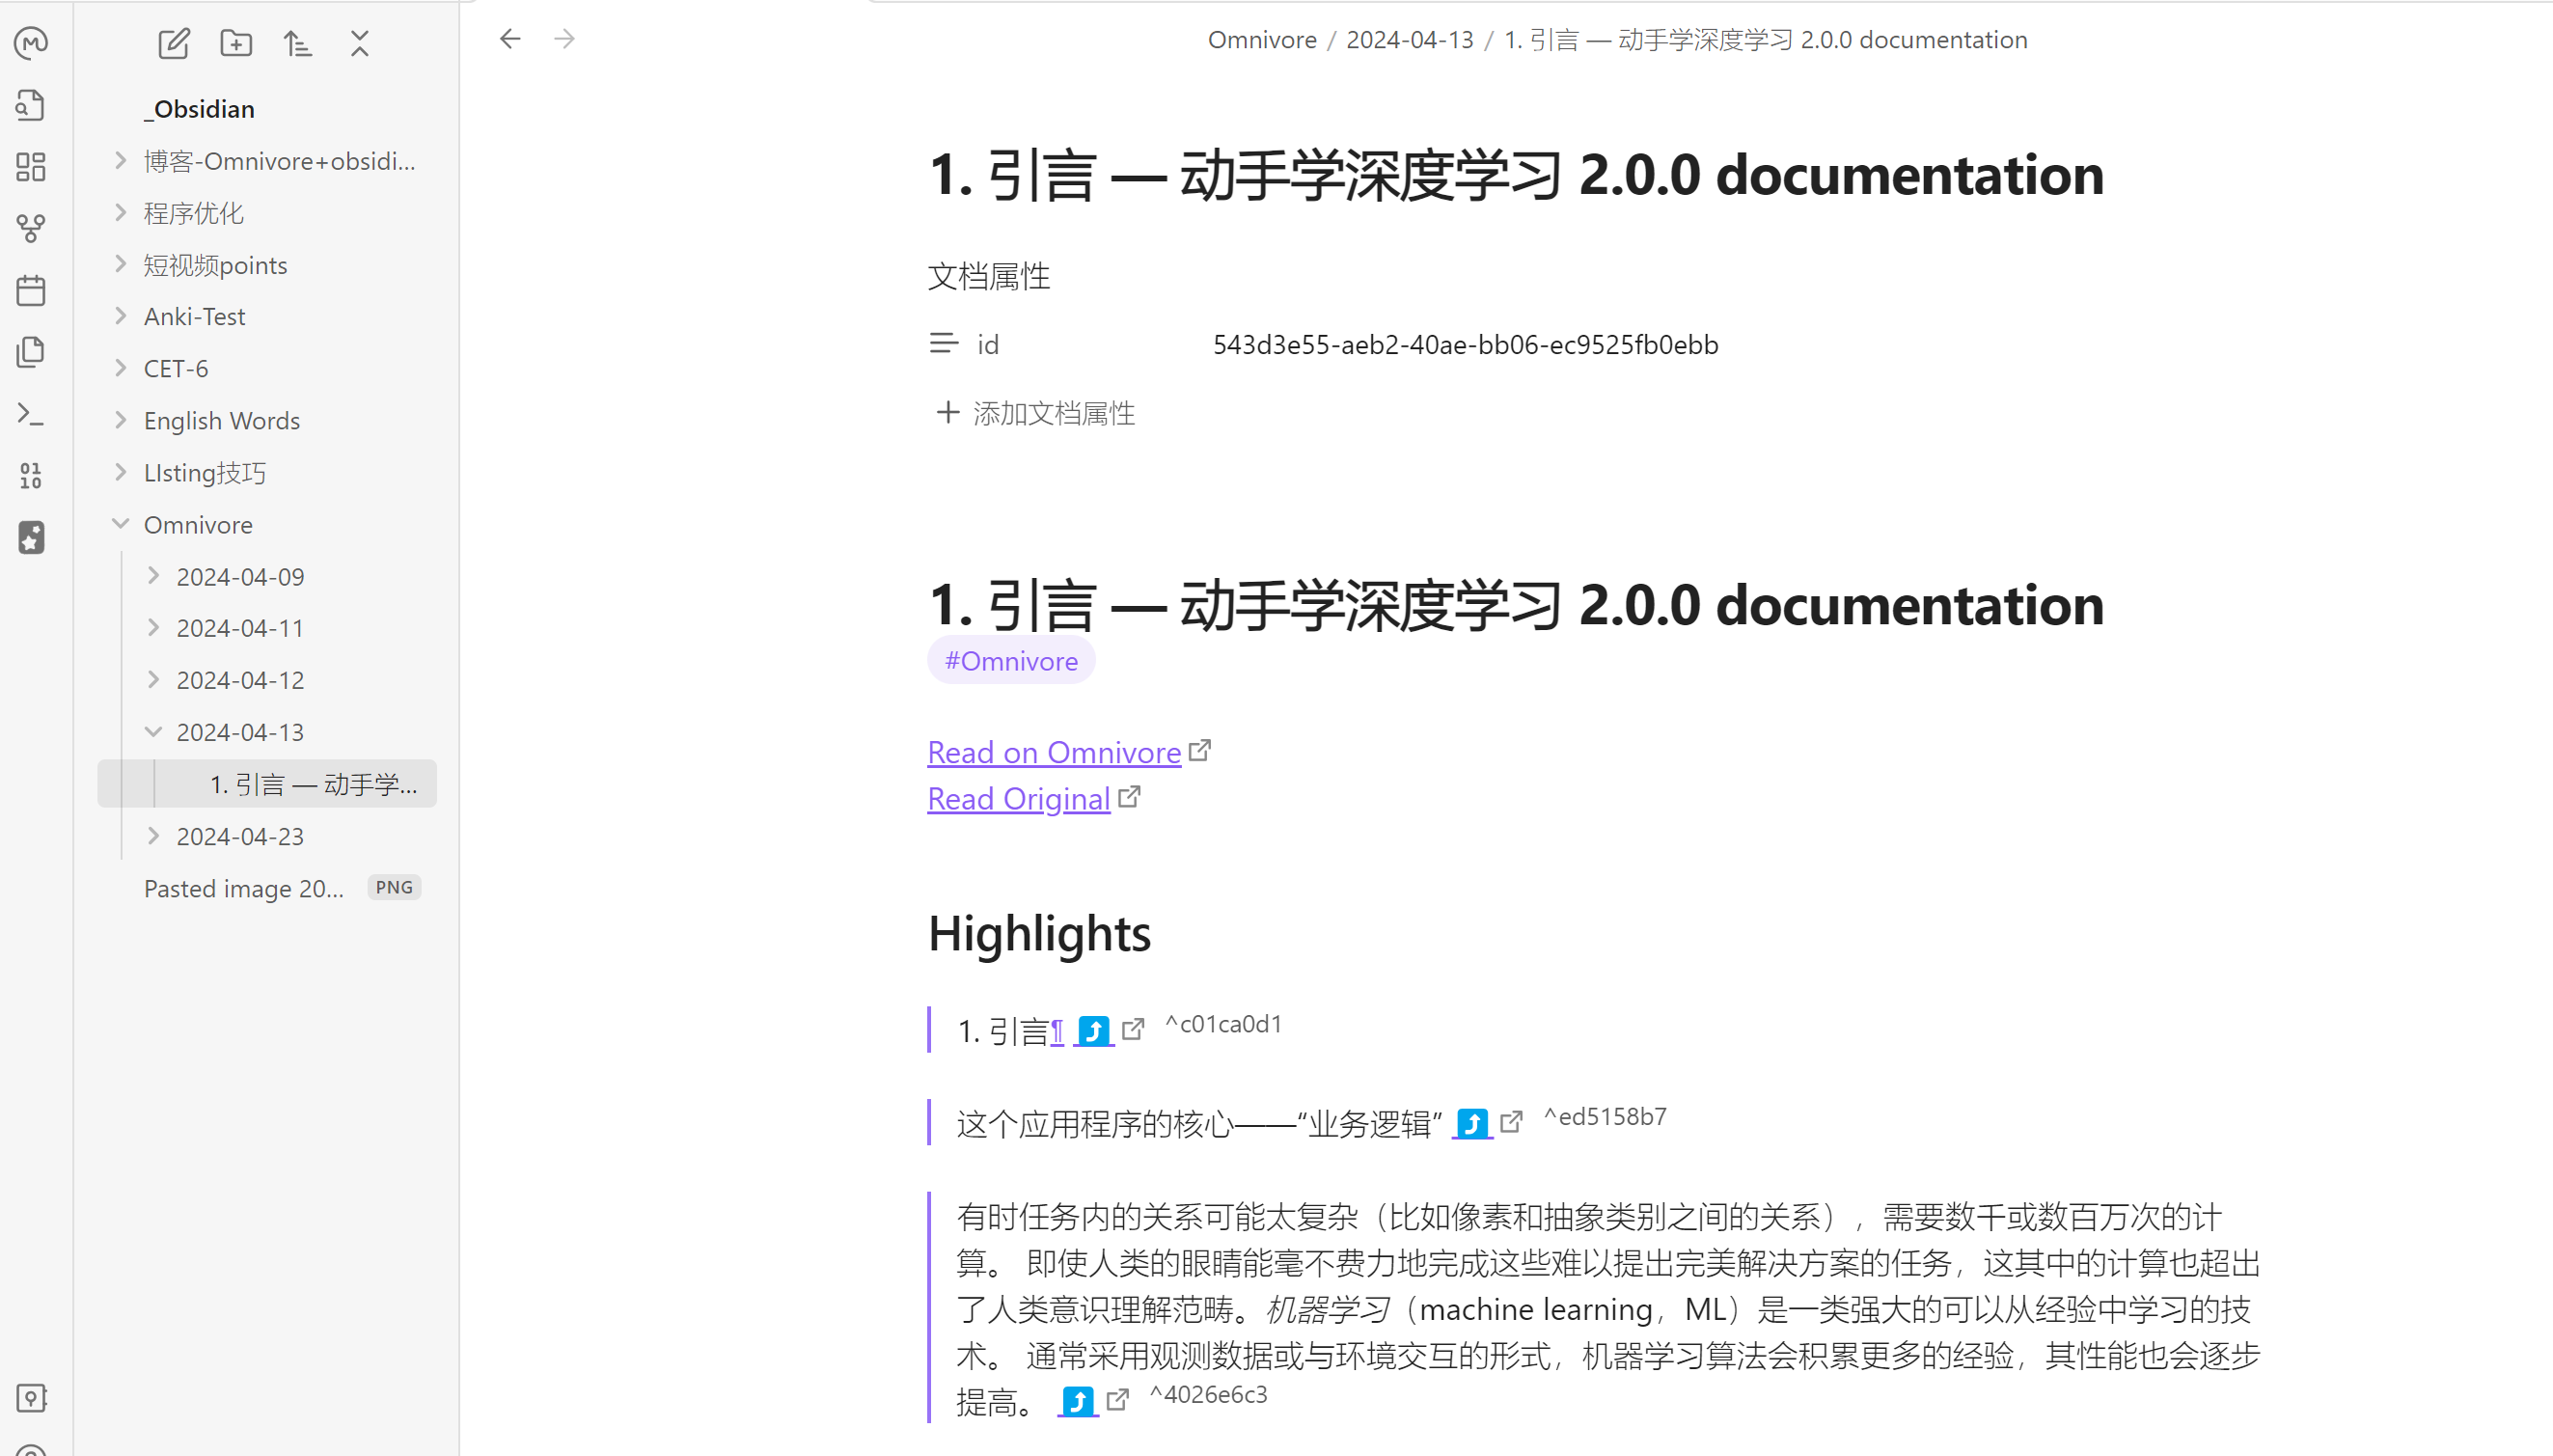 _Obsidian
博客-Omnivore+obsidi...
程序优化
短视频points
Anki-Test
CET-6
English Words
LIsting技巧
Omnivore
2024-04-09
2024-04-11
2024-04-12
2024-04-13
1. 引言 — 动手学...
2024-04-23
Pasted image 20... PNG
Omnivore / 2024-04-13 / 1. 引言 — 动手学深度学习 2.0.0 documentation
1. 引言 — 动手学深度学习 2.0.0 documentation
文档属性
id 543d3e55-aeb2-40ae-bb06-ec9525fb0ebb
添加文档属性
1. 引言 — 动手学深度学习 2.0.0 documentation
#Omnivore
Read on Omnivore
Read Original
Highlights
1. 引言¶ ⤴️ ^c01ca0d1
这个应用程序的核心——“业务逻辑” ⤴️ ^ed5158b7
有时任务内的关系可能太复杂（比如像素和抽象类别之间的关系），需要数千或数百万次的计
算。 即使人类的眼睛能毫不费力地完成这些难以提出完美解决方案的任务，这其中的计算也超出
了人类意识理解范畴。机器学习（machine learning，ML）是一类强大的可以从经验中学习的技
术。 通常采用观测数据或与环境交互的形式，机器学习算法会积累更多的经验，其性能也会逐步
提高。 ⤴️ ^4026e6c3